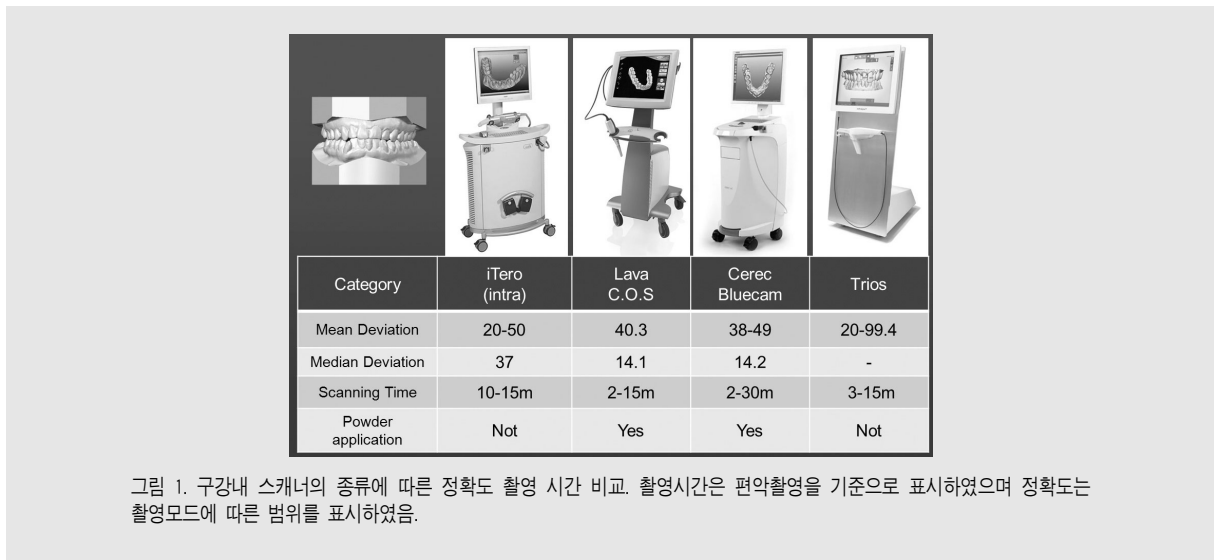 Category iTero (intra) Lava C.O.S Cerec Bluecam Trios
Mean Deviation 20-50 40.3 38-49 20-99.4
Median Deviation 37 14.1 14.2 -
Scanning Time 10-15m 2-15m 2-30m 3-15m
Powder application Not Yes Yes Not
그림 1. 구강내 스캐너의 종류에 따른 정확도 촬영 시간 비교. 촬영시간은 편악촬영을 기준으로 표시하였으며 정확도는
촬영모드에 따른 범위를 표시하였음.